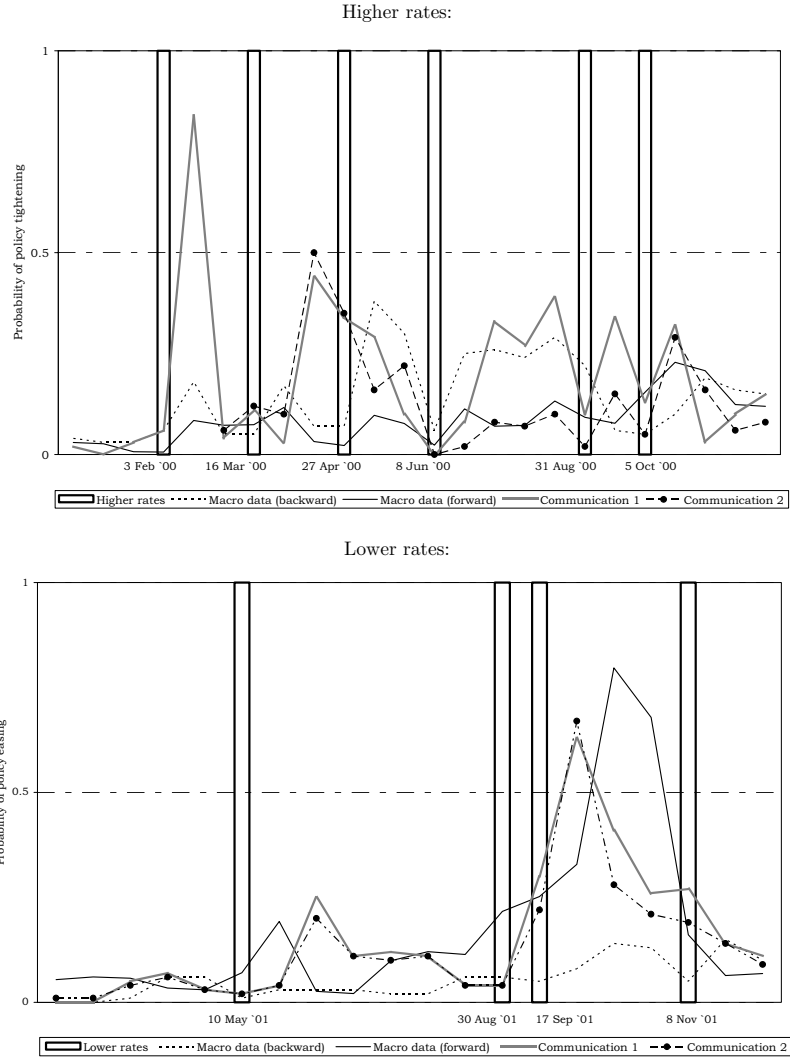 Higher rates:
1
0.5
0
Probability of policy tightening
3 Feb `00 16 Mar `00 27 Apr `00 8 Jun `00 31 Aug `00 5 Oct `00
Higher rates Macro data (backward) Macro data (forward) Communication 1 Communication 2
Lower rates:
1
0.5
0
Probability of policy easing
10 May `01 30 Aug `01 17 Sep `01 8 Nov `01
Lower rates Macro data (backward) Macro data (forward) Communication 1 Communication 2